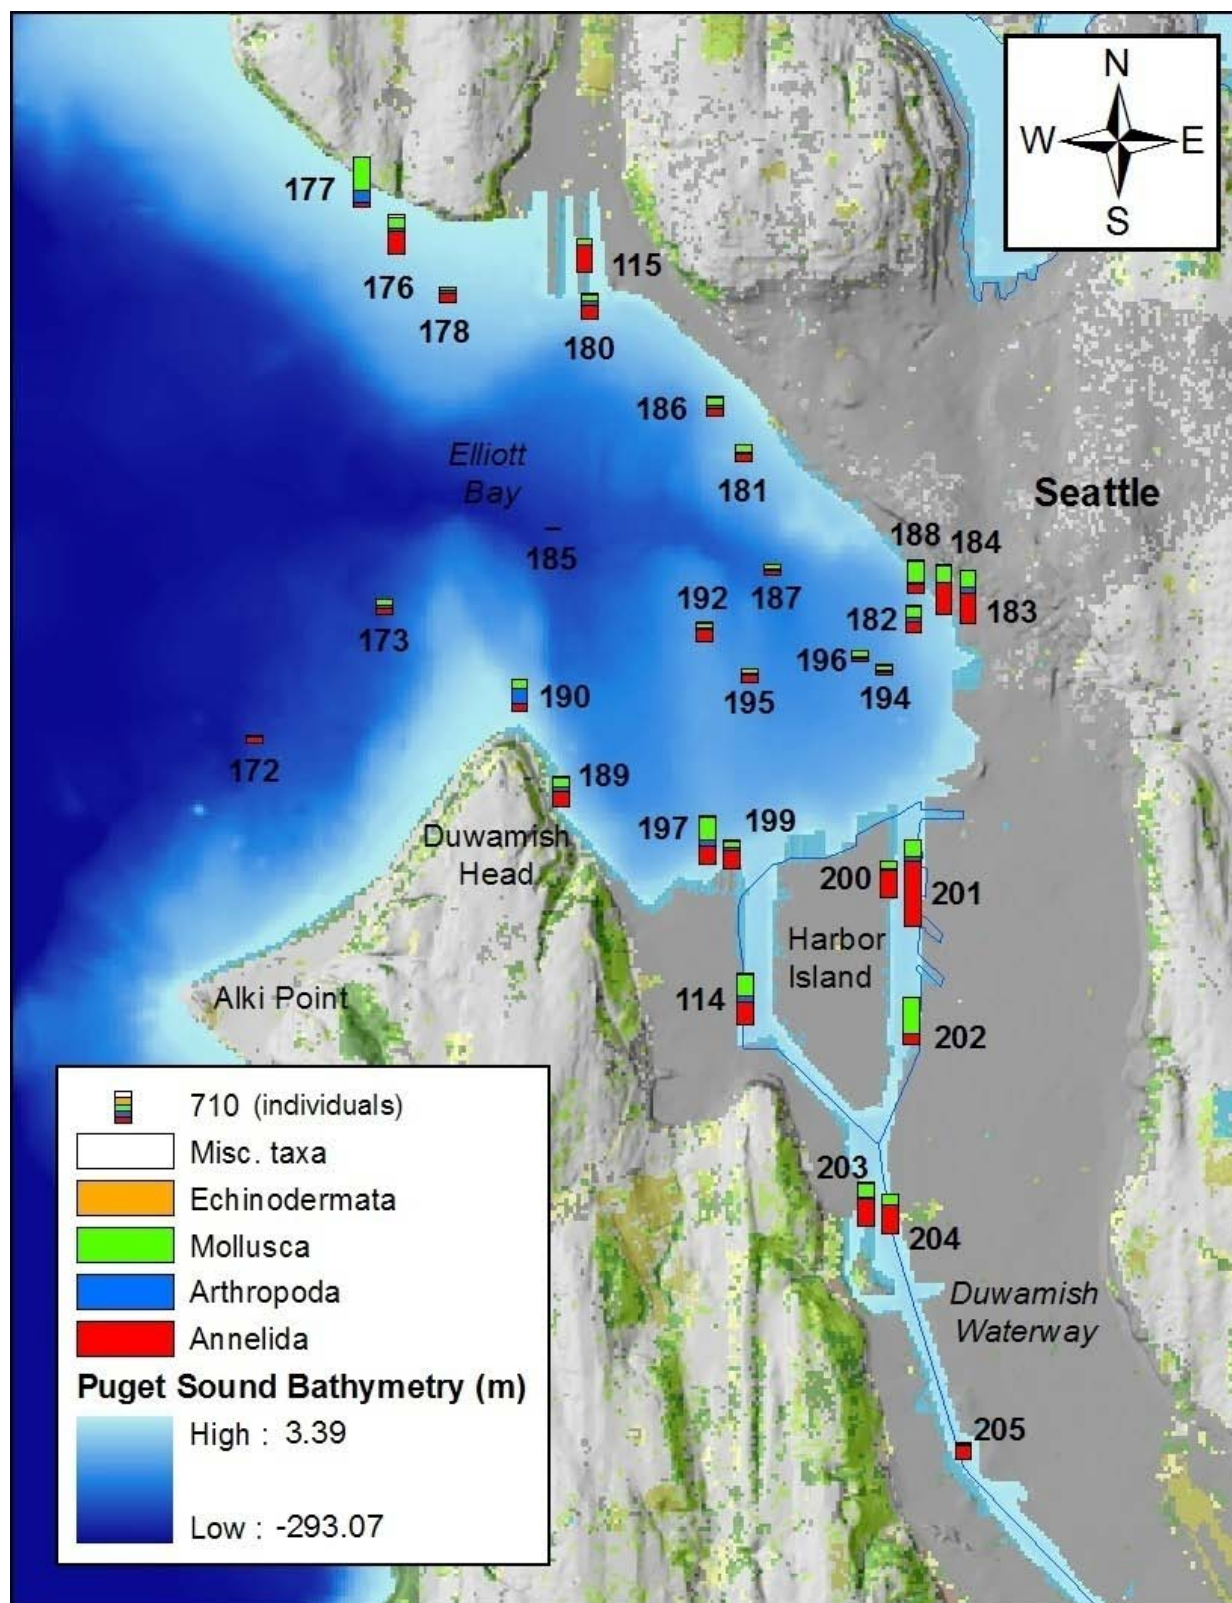 N
W E
S
177
176
178
115
180
186
181
Elliott
Bay
Seattle
185
188
184
187
192
182
183
173
196
194
195
190
172
189
Duwamish
Head
197
199
200
201
Harbor
Island
Alki Point
114
202
710 (individuals)
Misc. taxa
Echinodermata
Mollusca
Arthropoda
Annelida
Puget Sound Bathymetry (m)
High : 3.39
Low : -293.07
203
204
Duwamish
Waterway
205